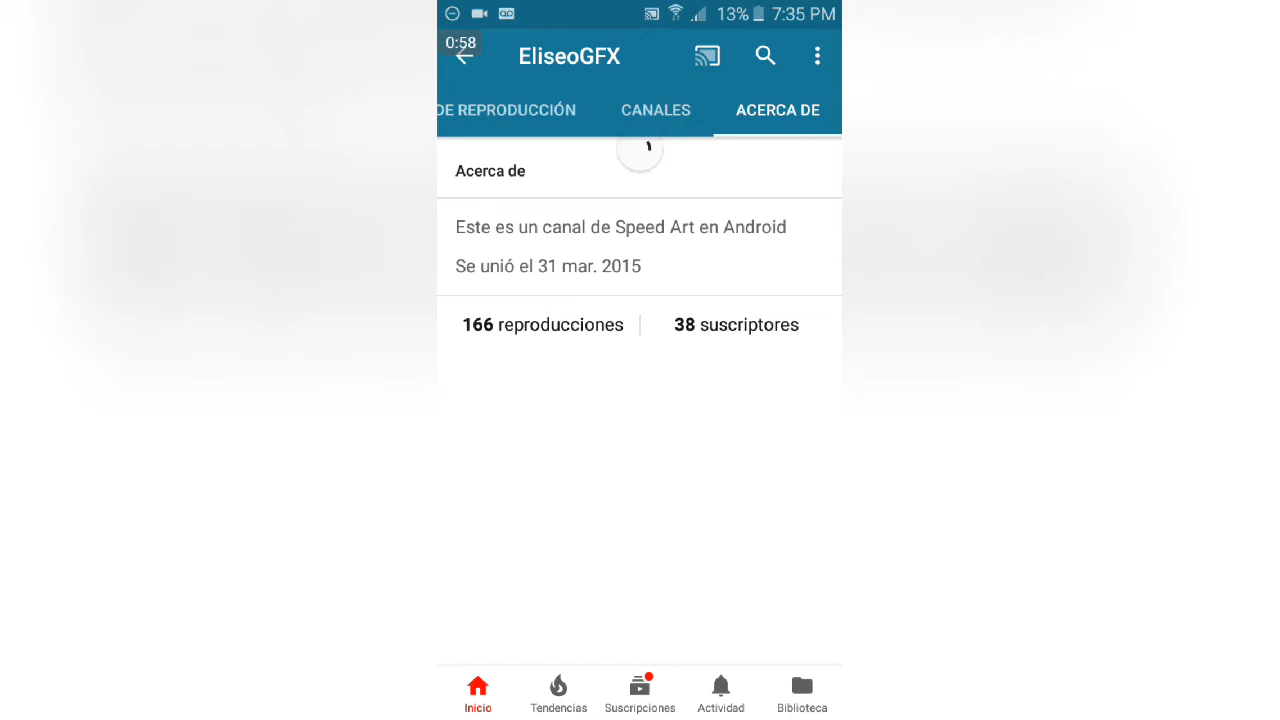 13% 7:35 PM
0:58
EliseoGFX
DE REPRODUCCIÓN CANALES ACERCA DE
Acerca de
Este es un canal de Speed Art en Android
Se unió el 31 mar. 2015
166 reproducciones 38 suscriptores
Inicio Tendencias Suscripciones Actividad Biblioteca